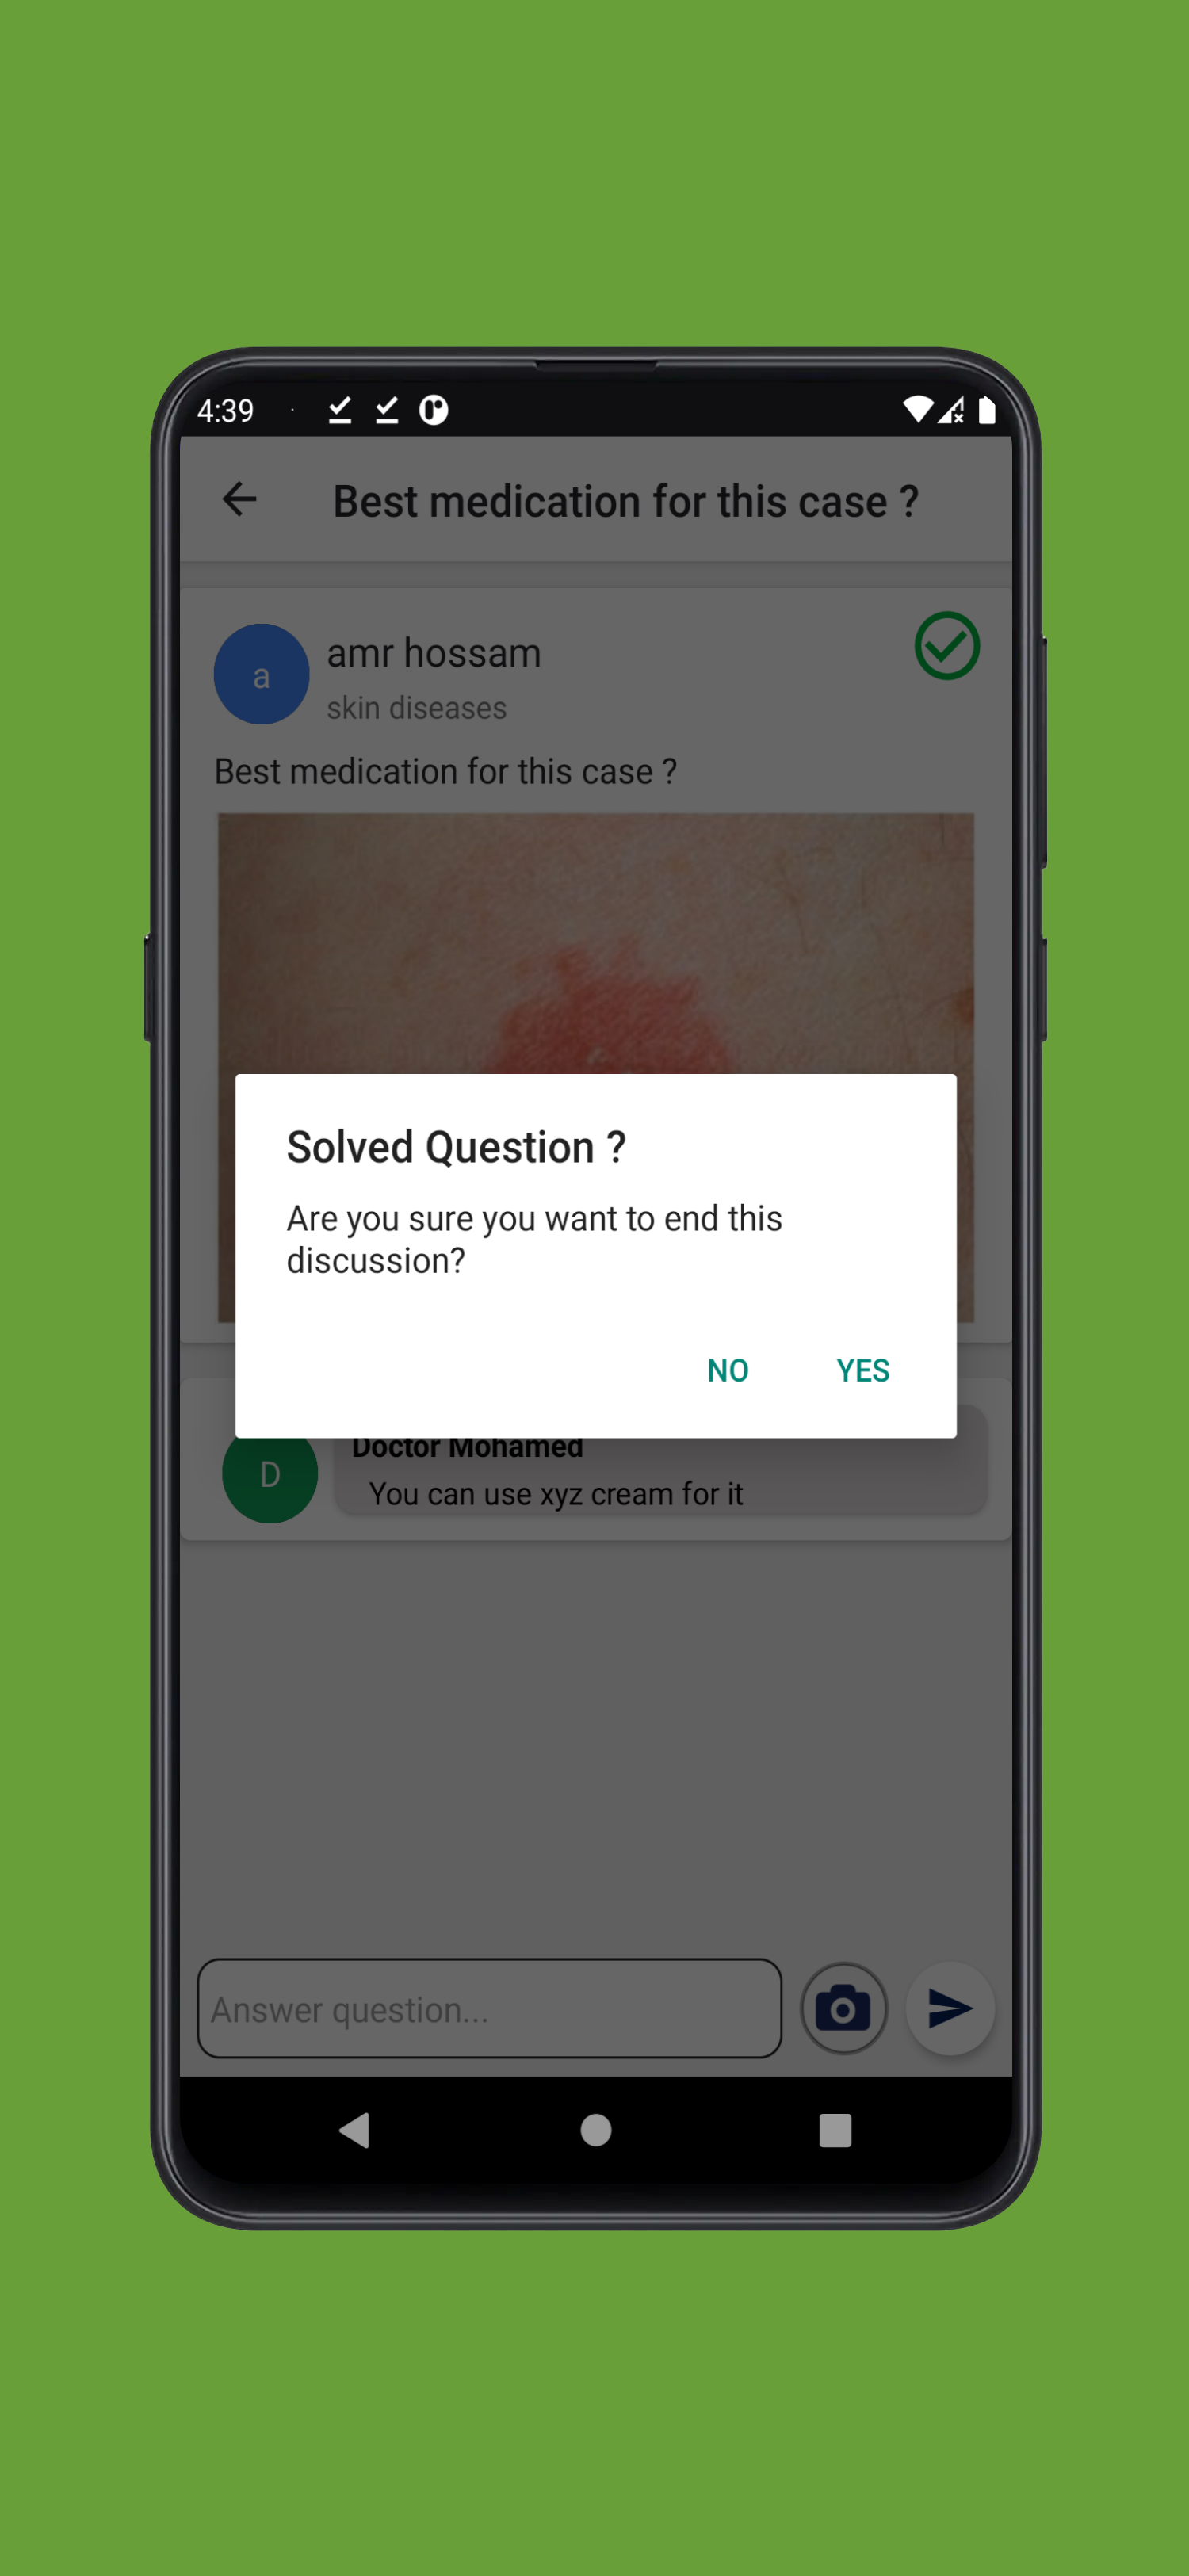 4:39
Best medication for this case ?
a
amr hossam
skin diseases
Best medication for this case ?
Solved Question ?
Are you sure you want to end this
discussion?
NO YES
D
Doctor Mohamed
You can use xyz cream for it
Answer question...